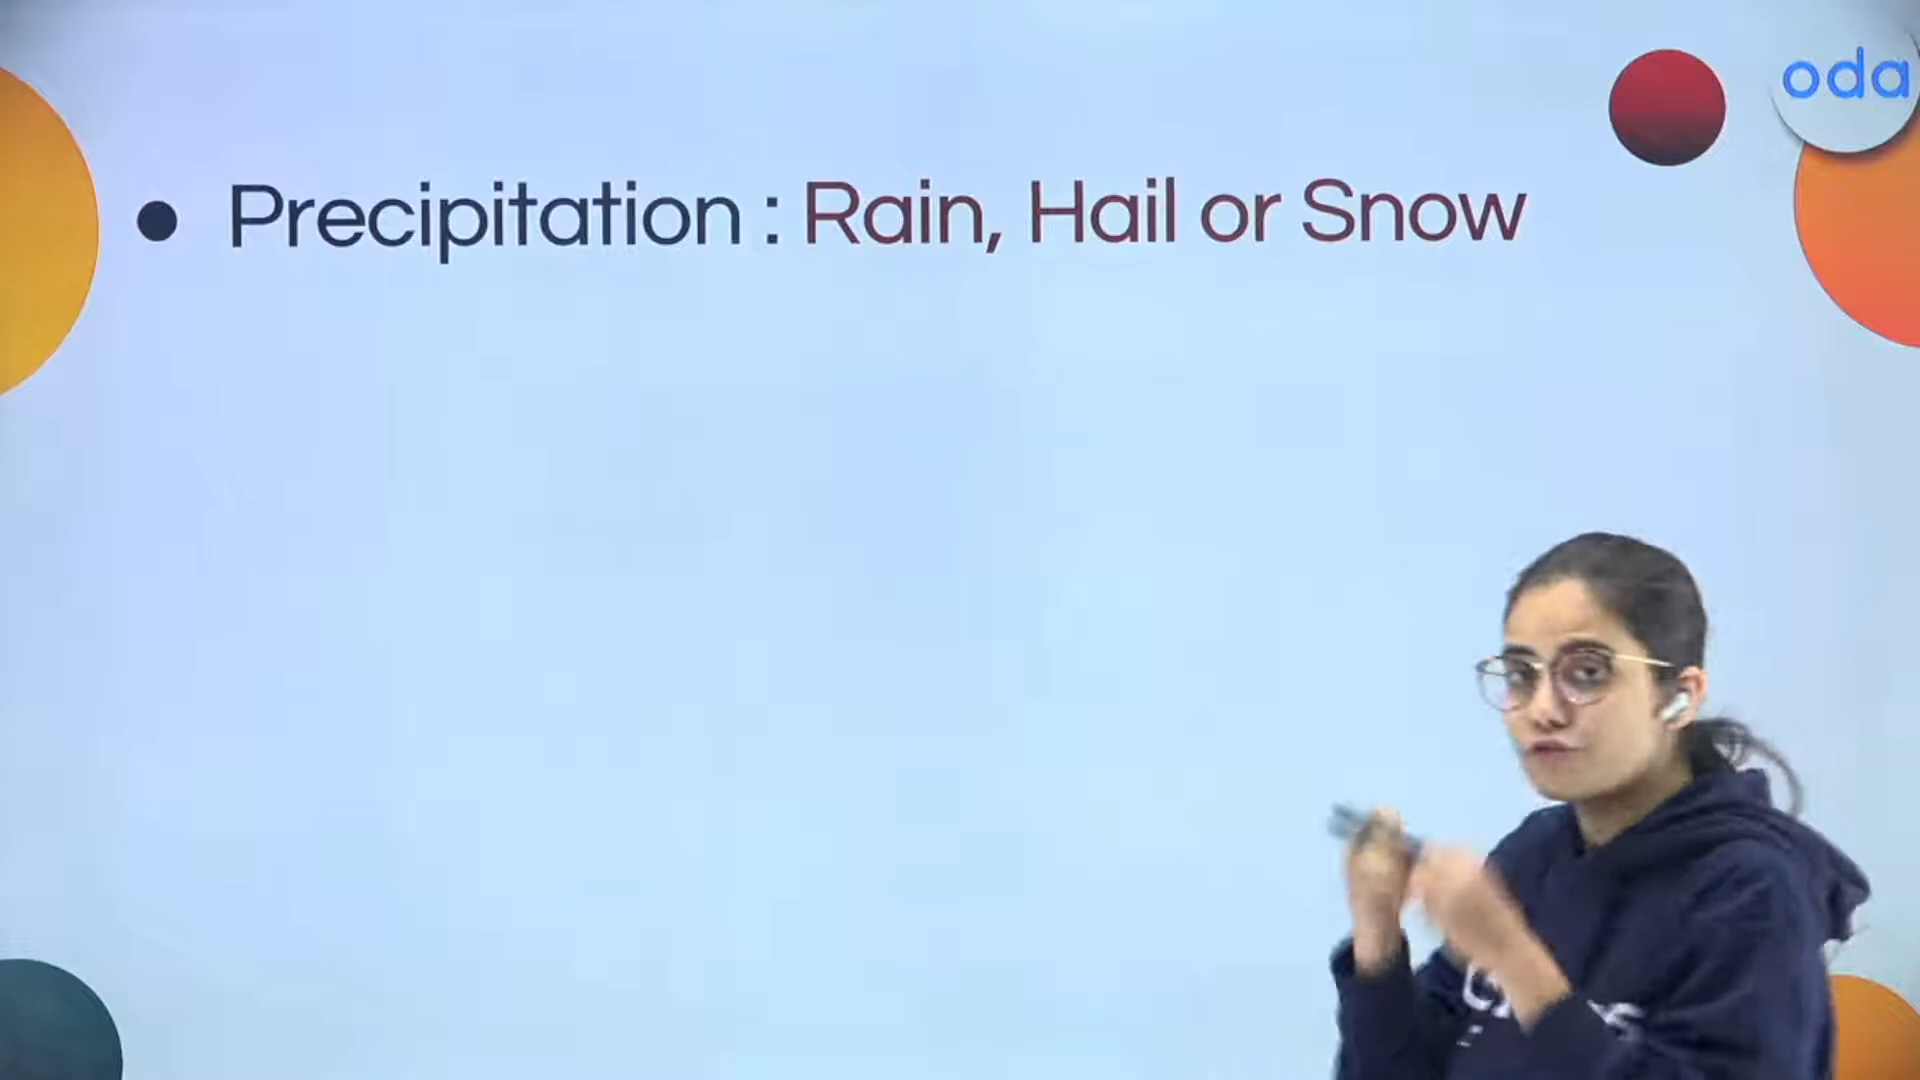 oda
• Precipitation : Rain, Hail or Snow